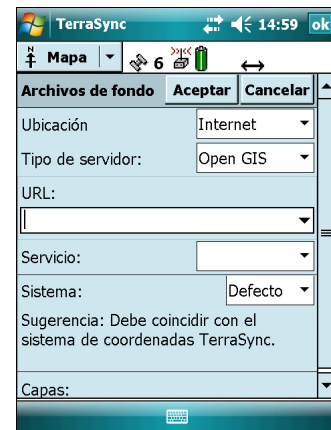 TerraSync 14:59 ok
Mapa 6
Archivos de fondo Aceptar Cancelar
Ubicación Internet
Tipo de servidor: Open GIS
URL:
Servicio:
Sistema: Defecto
Sugerencia: Debe coincidir con el
sistema de coordenadas TerraSync.
Capas: